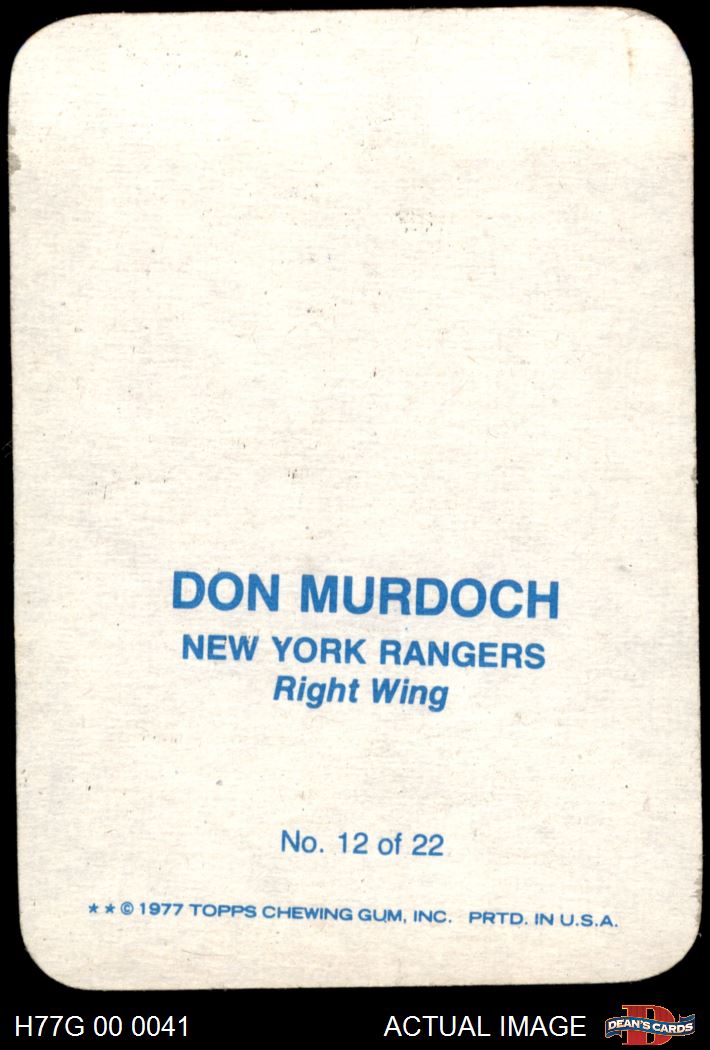 DON MURDOCH
NEW YORK RANGERS
Right Wing
No. 12 of 22
★ ★ © 1977 TOPPS CHEWING GUM, INC. PRTD. IN U.S.A.
H77G 00 0041 ACTUAL IMAGE DEAN'S CARDS